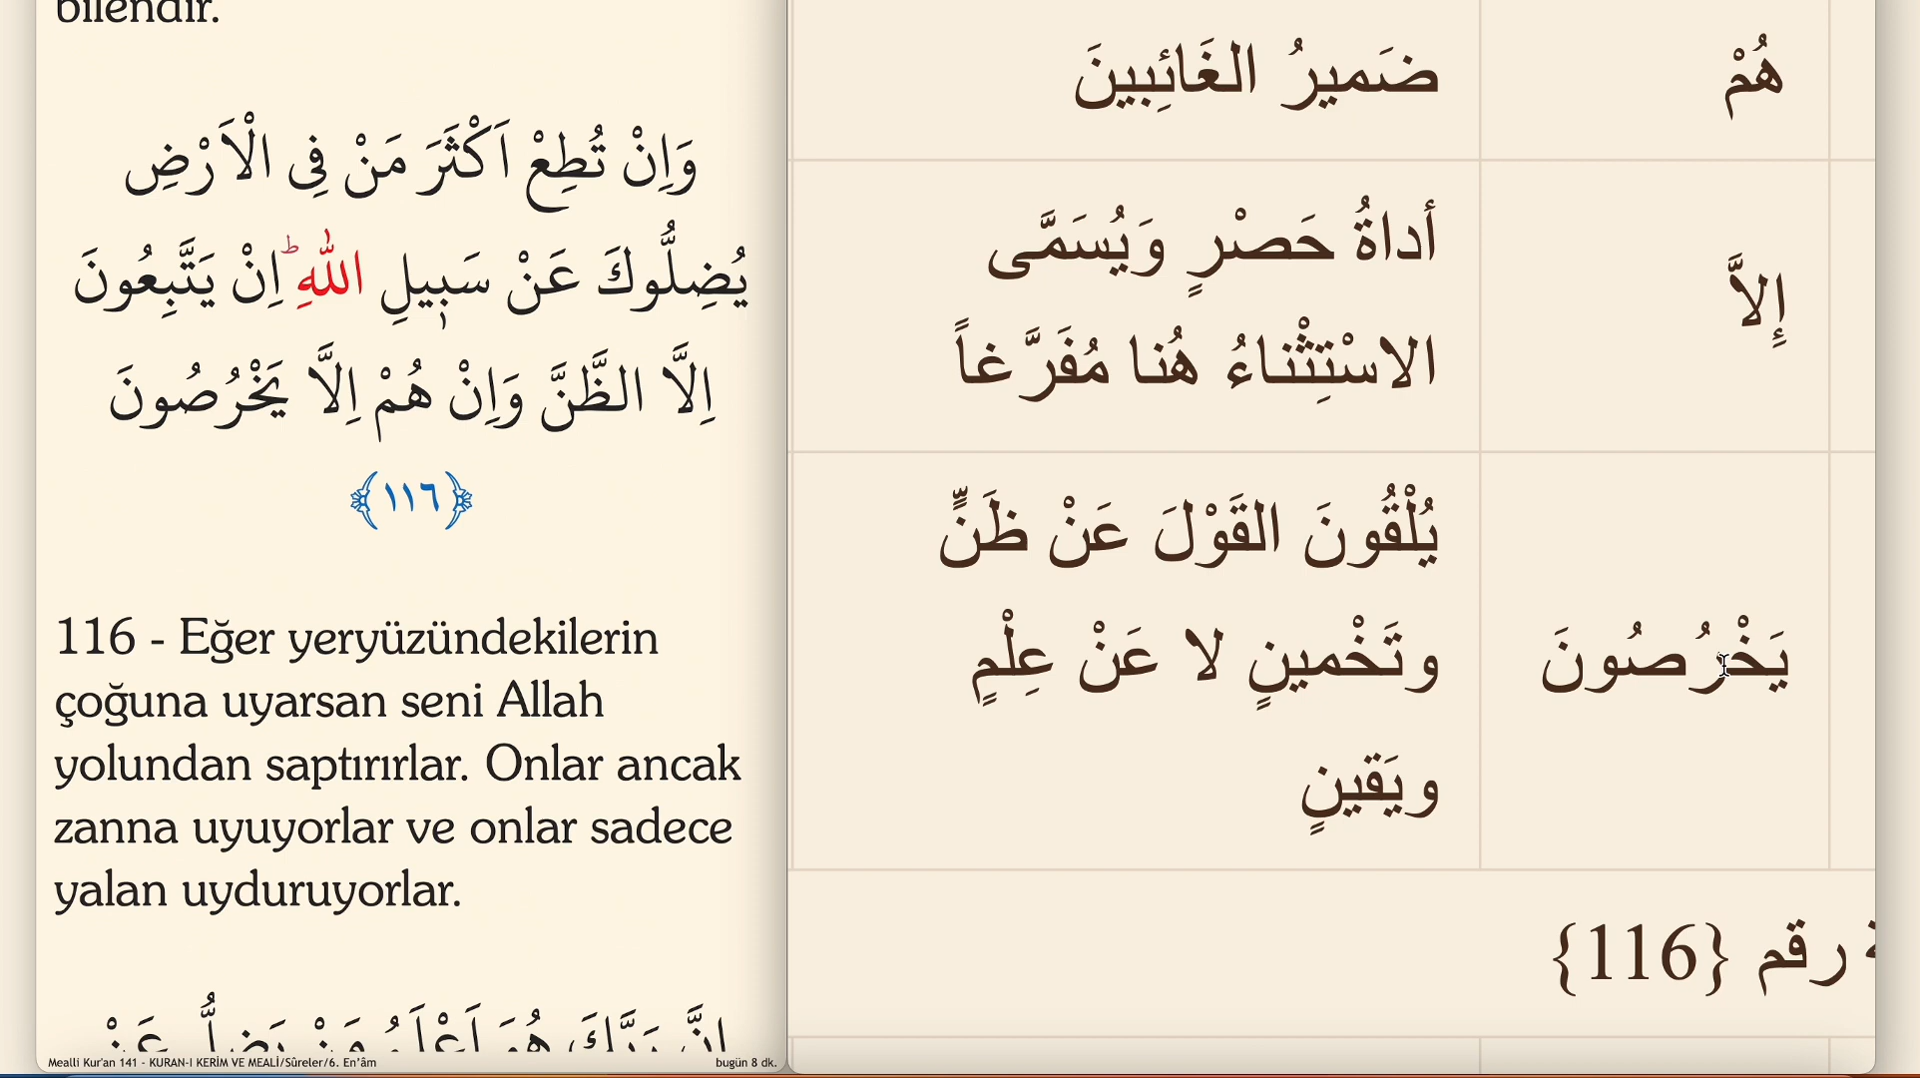 bilendir.
وَاِنْ تُطِعْ اَكْثَرَ مَنْ فِى الْاَرْضِ
يُضِلُّوكَ عَنْ سَبٖيلِ اللّٰهِ ؕ اِنْ يَتَّبِعُونَ
اِلَّا الظَّنَّ وَاِنْ هُمْ اِلَّا يَخْرُصُونَ
﴿١١٦﴾
116 - Eğer yeryüzündekilerin
çoğuna uyarsan seni Allah
yolundan saptırırlar. Onlar ancak
zanna uyuyorlar ve onlar sadece
yalan uyduruyorlar.
اِنَّ رَبَّكَ هُوَ اَعْلَمُ مَنْ يَضِلُّ عَنْ
Mealli Kur'an 141 - KURAN-I KERİM VE MEALİ/Sûreler/6. En'âm
bugün 8 dk.
هُمْ
ضَميرُ الغَائِبينَ
إِلاَّ
أداةُ حَصْرٍ وَيُسَمَّى
الاسْتِثْناءُ هُنا مُفَرَّغاً
يَخْرُصُونَ
يُلْقُونَ القَوْلَ عَنْ ظَنٍّ
وتَخْمينٍ لا عَنْ عِلْمٍ
ويَقينٍ
رقم {116}